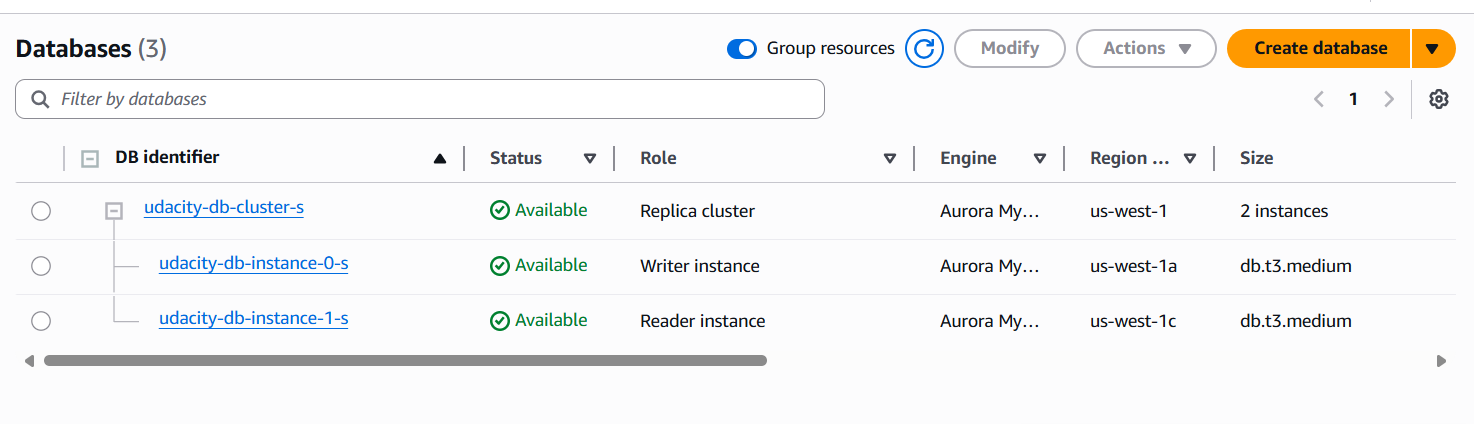 Databases (3) Group resources Modify Actions Create database
Filter by databases 1
DB identifier Status Role Engine Region ... Size
udacity-db-cluster-s Available Replica cluster Aurora My... us-west-1 2 instances
udacity-db-instance-0-s Available Writer instance Aurora My... us-west-1a db.t3.medium
udacity-db-instance-1-s Available Reader instance Aurora My... us-west-1c db.t3.medium